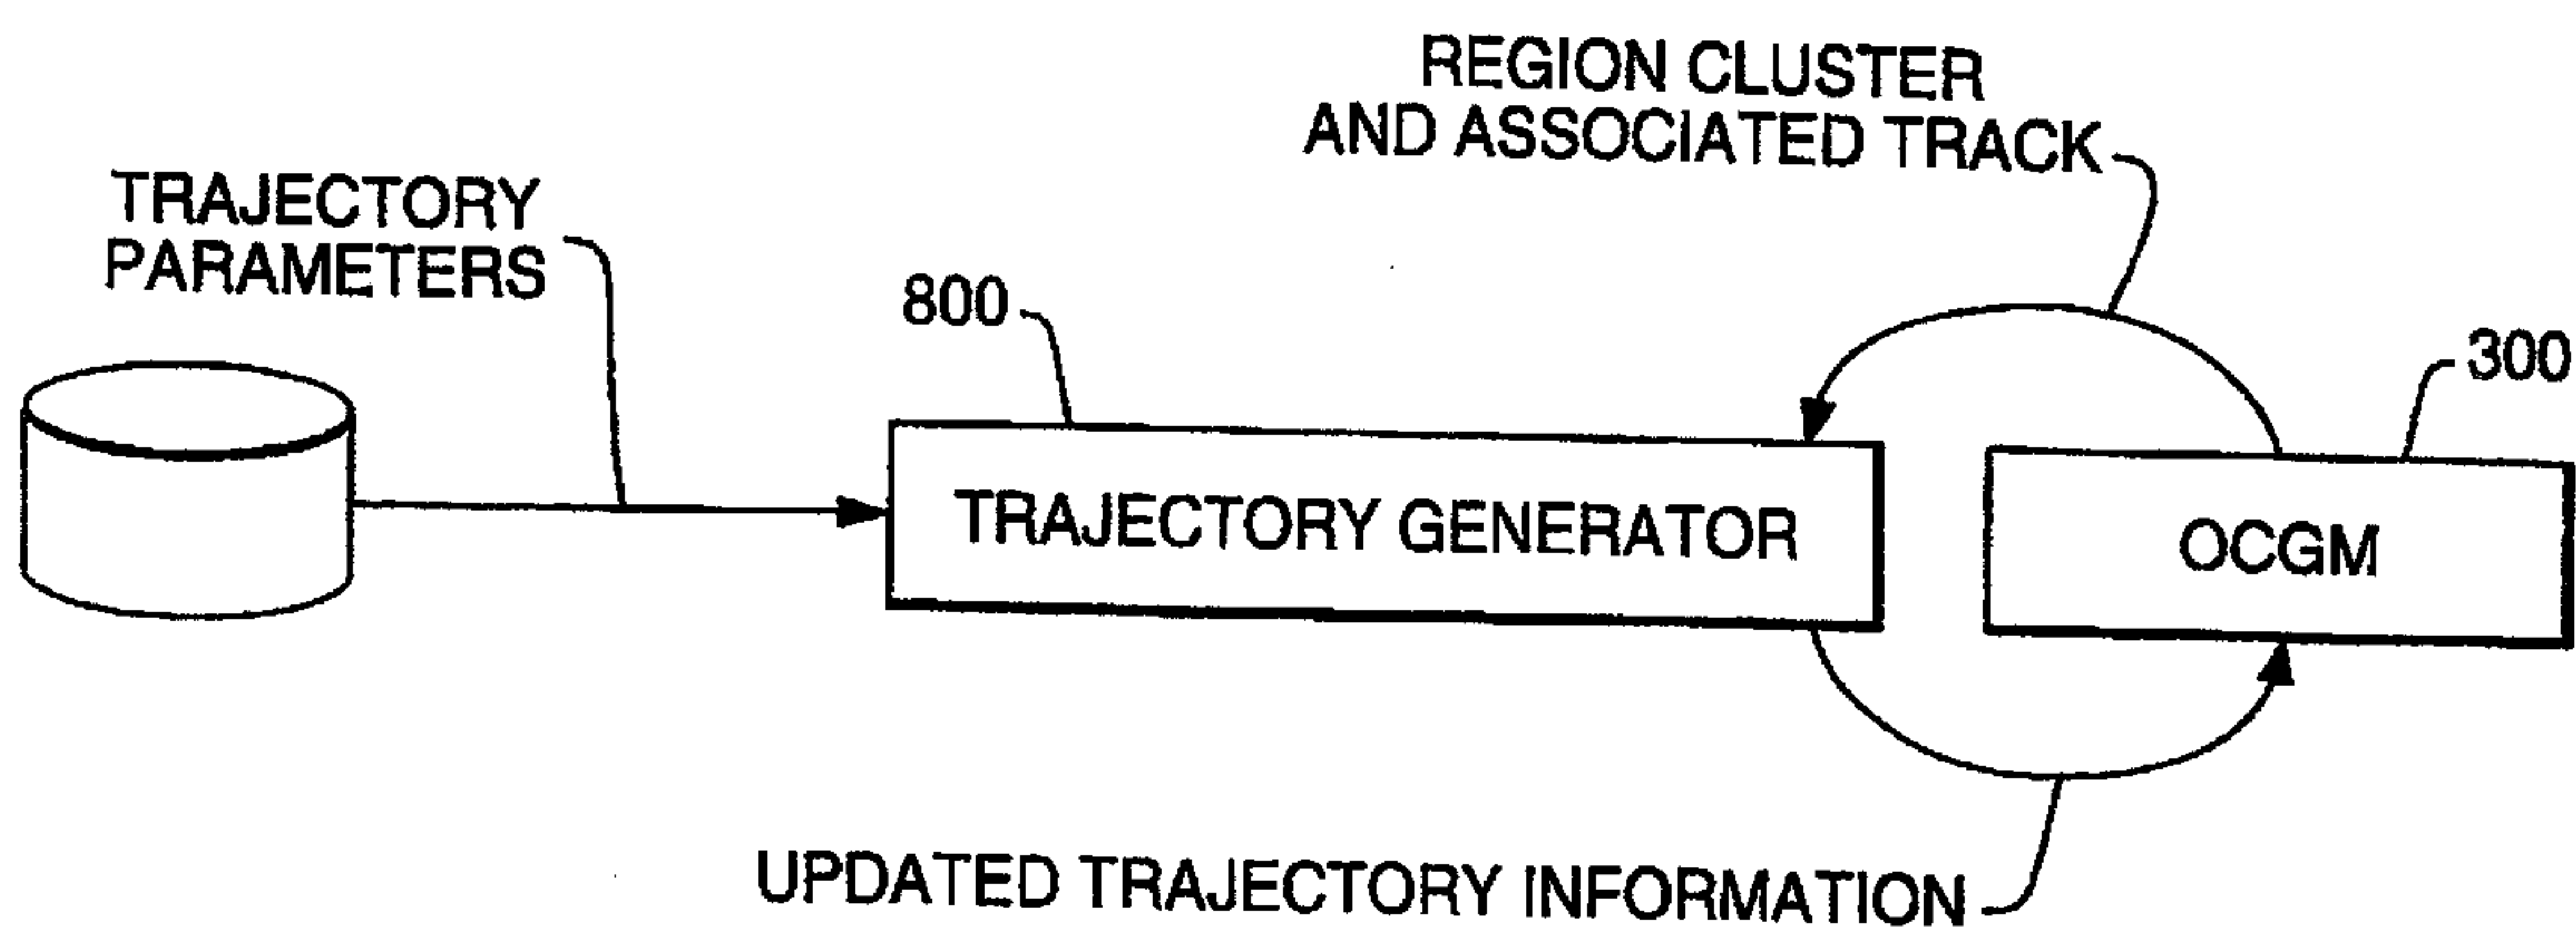 REGION CLUSTER
AND ASSOCIATED TRACK
TRAJECTORY
PARAMETERS
800
300
TRAJECTORY GENERATOR
OCGM
UPDATED TRAJECTORY INFORMATION